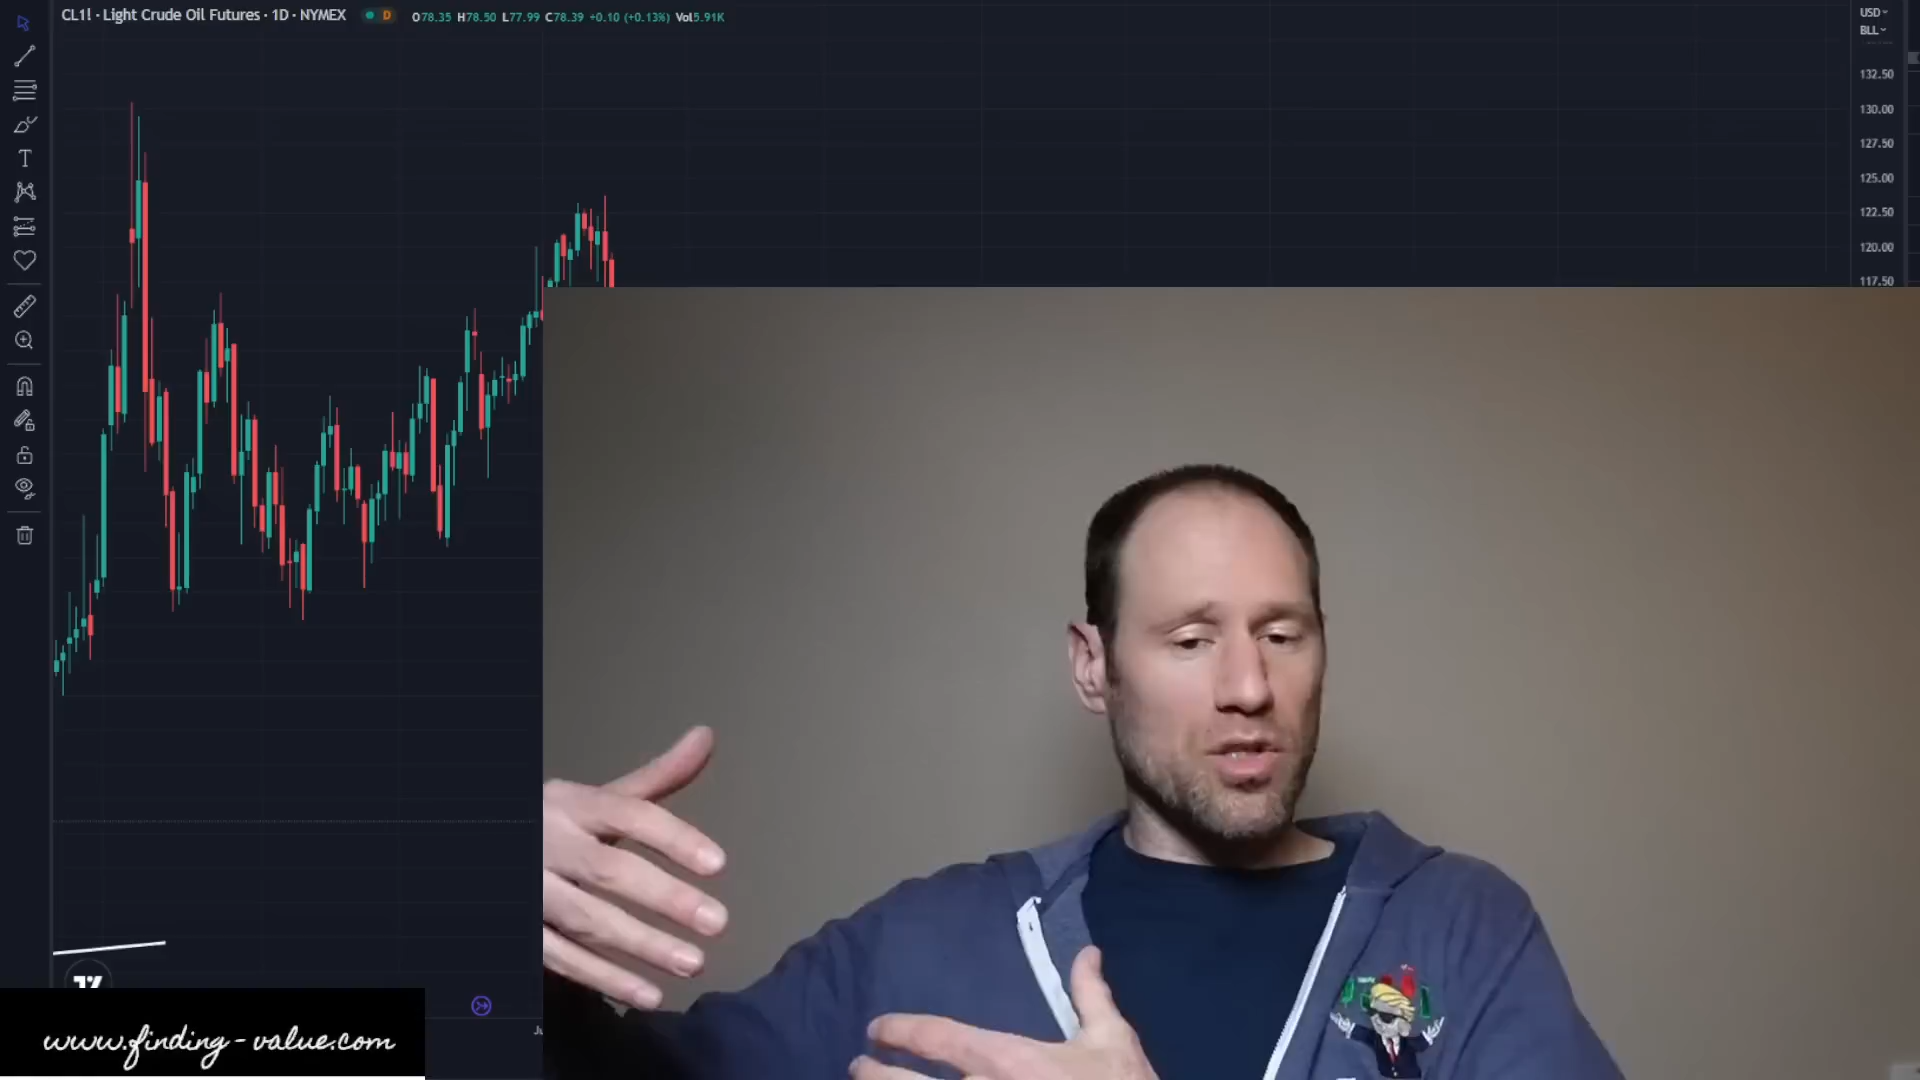 CL1! · Light Crude Oil Futures · 1D · NYMEX D O78.35 H78.50 L77.99 C78.39 +0.10 (+0.13%) Vol5.91K
USD
BLL
132.50
130.00
127.50
125.00
122.50
120.00
117.50
T
www.finding-value.com